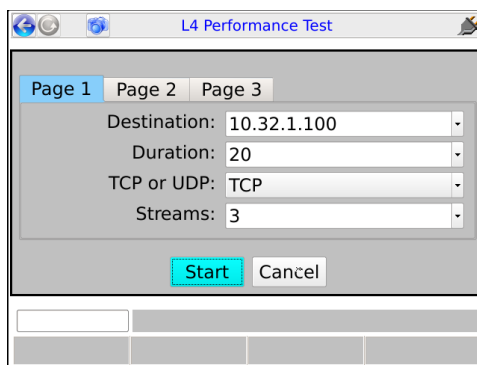 L4 Performance Test
Page 1 Page 2 Page 3
Destination: 10.32.1.100
Duration: 20
TCP or UDP: TCP
Streams: 3
Start Cancel